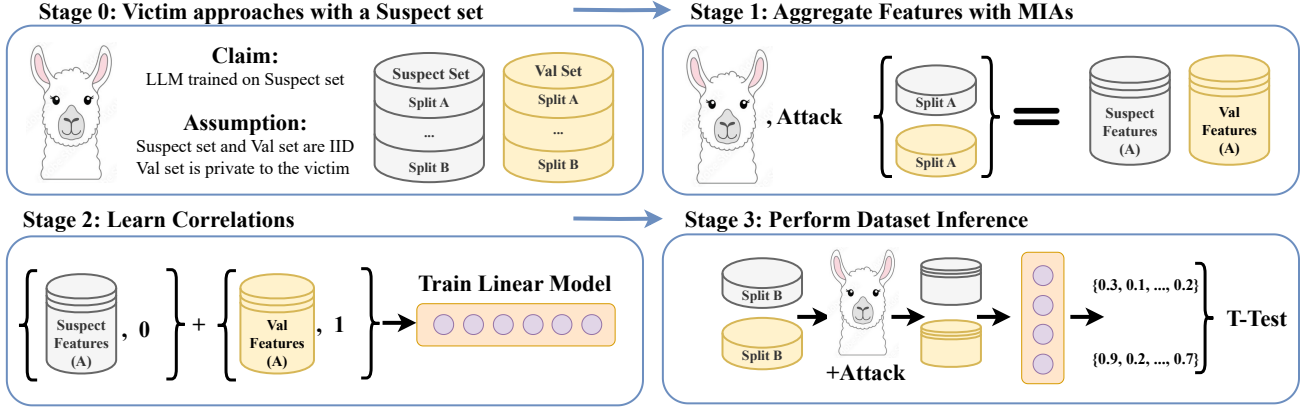 Stage 0: Victim approaches with a Suspect set
Claim:
LLM trained on Suspect set
Assumption:
Suspect set and Val set are IID
Val set is private to the victim
Suspect Set
Split A
...
Split B
Val Set
Split A
...
Split B
Stage 1: Aggregate Features with MIAs
, Attack
{
Split A
Split A
}
=
Suspect
Features
(A)
Val
Features
(A)
Stage 2: Learn Correlations
{
Suspect
Features
(A)
, 0
}
+
{
Val
Features
(A)
, 1
}
Train Linear Model
Stage 3: Perform Dataset Inference
Split B
Split B
+Attack
{0.3, 0.1, ..., 0.2}
{0.9, 0.2, ..., 0.7}
}
T-Test